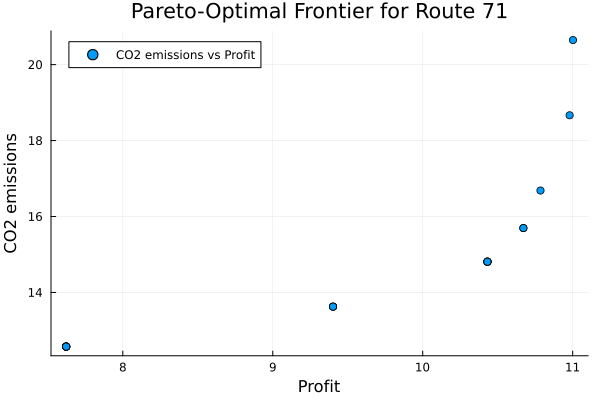 Pareto-Optimal Frontier for Route 71
CO2 emissions vs Profit
20
18
16
14
CO2 emissions
8 9 10 11
Profit